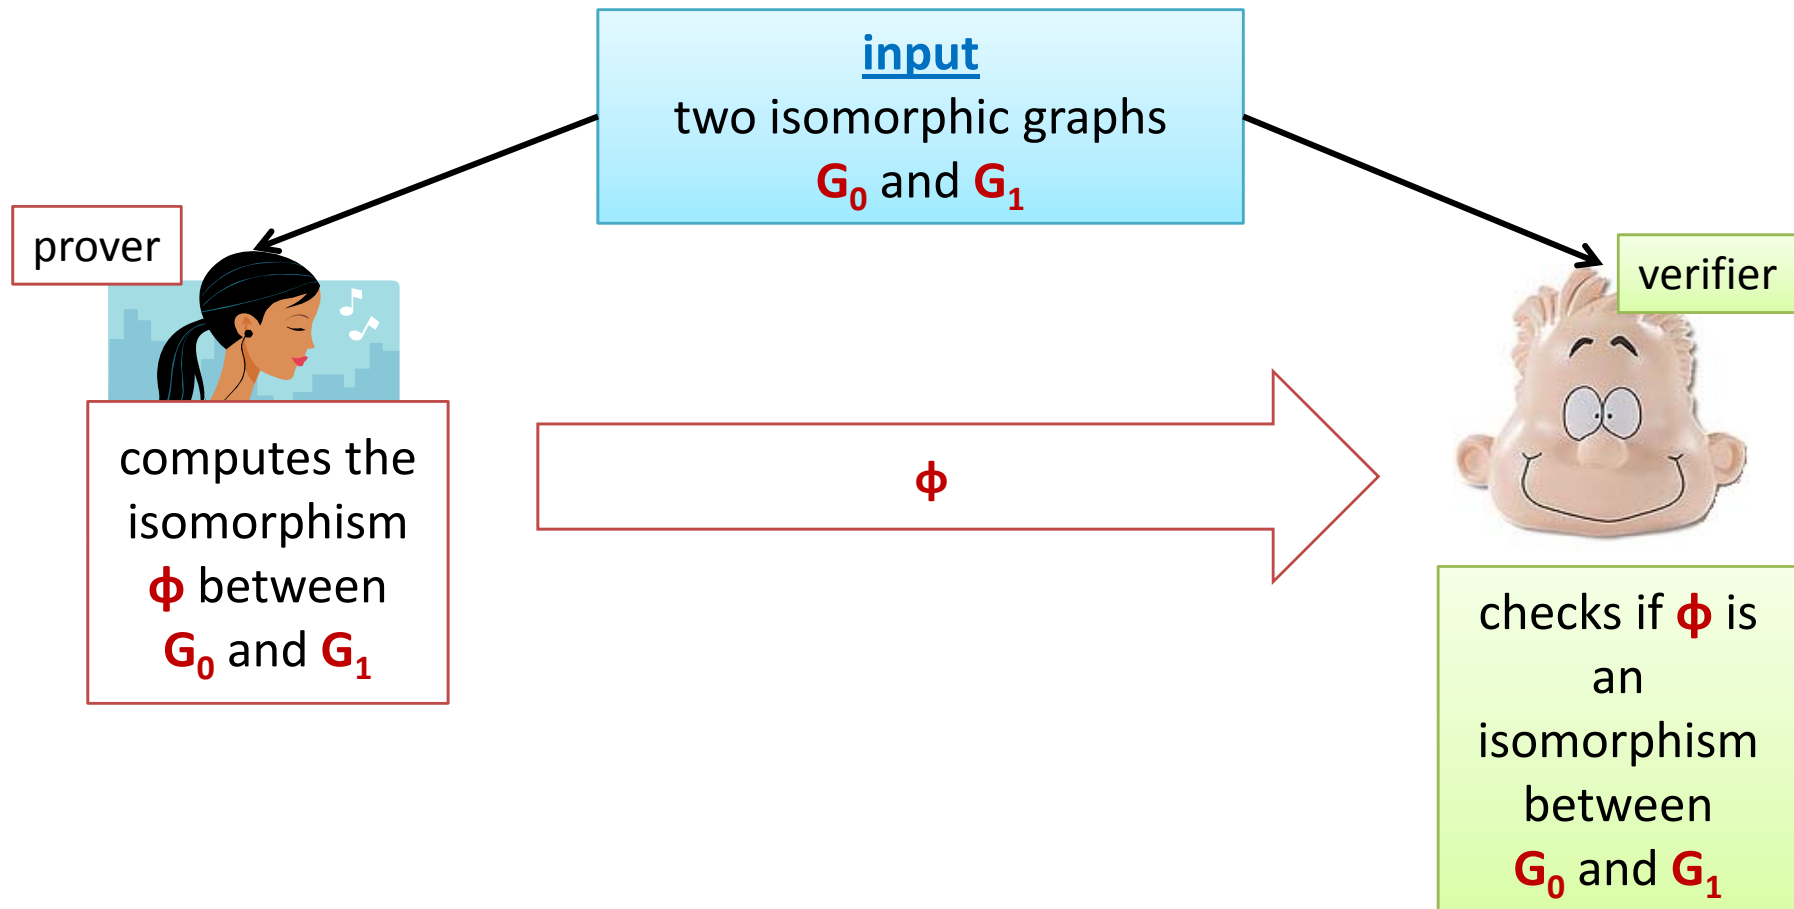 input
two isomorphic graphs
G₀ and G₁
prover
verifier
computes the
isomorphism
ϕ between
G₀ and G₁
ϕ
checks if ϕ is
an
isomorphism
between
G₀ and G₁